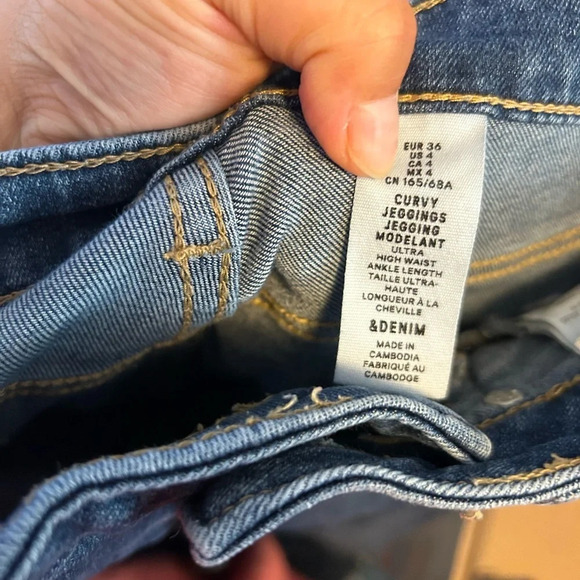 EUR 36
US 4
CA 4
MX 4
CN 165/68A
CURVY
JEGGINGS
JEGGING
MODELANT
ULTRA
HIGH WAIST
ANKLE LENGTH
TAILLE ULTRA-
HAUTE
LONGUEUR À LA
CHEVILLE
&DENIM
MADE IN
CAMBODIA
FABRIQUÉ AU
CAMBODGE